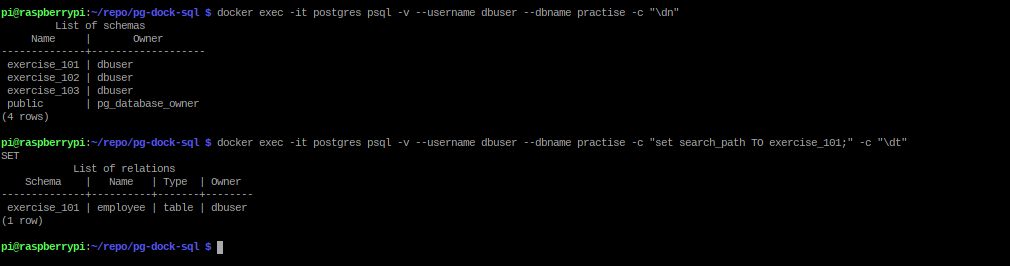 pi@raspberrypi:~/repo/pg-dock-sql $ docker exec -it postgres psql -v --username dbuser --dbname practise -c "\dn"
         List of schemas
     Name     |       Owner
--------------+-------------------
 exercise_101 | dbuser
 exercise_102 | dbuser
 exercise_103 | dbuser
 public       | pg_database_owner
(4 rows)

pi@raspberrypi:~/repo/pg-dock-sql $ docker exec -it postgres psql -v --username dbuser --dbname practise -c "set search_path TO exercise_101;" -c "\dt"
SET
            List of relations
    Schema    |   Name   | Type  | Owner
--------------+----------+-------+--------
 exercise_101 | employee | table | dbuser
(1 row)

pi@raspberrypi:~/repo/pg-dock-sql $